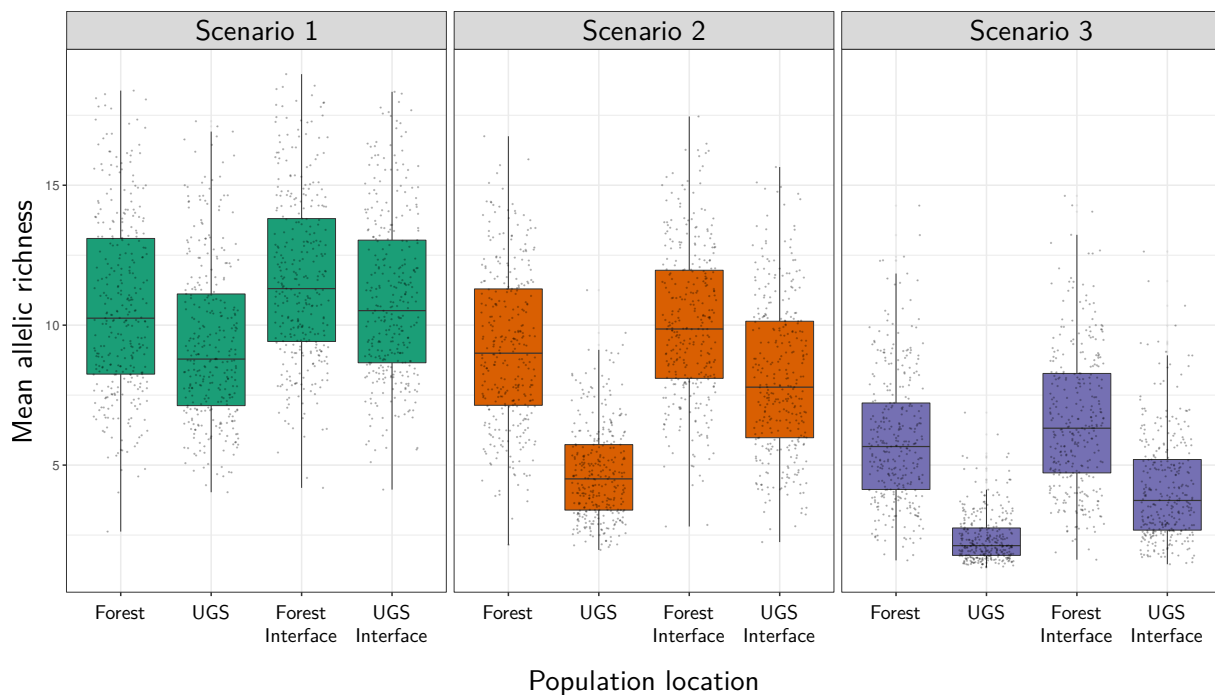 Scenario 1
Scenario 2
Scenario 3
Mean allelic richness
15
10
5
Forest
UGS
Forest
Interface
UGS
Interface
Forest
UGS
Forest
Interface
UGS
Interface
Forest
UGS
Forest
Interface
UGS
Interface
Population location